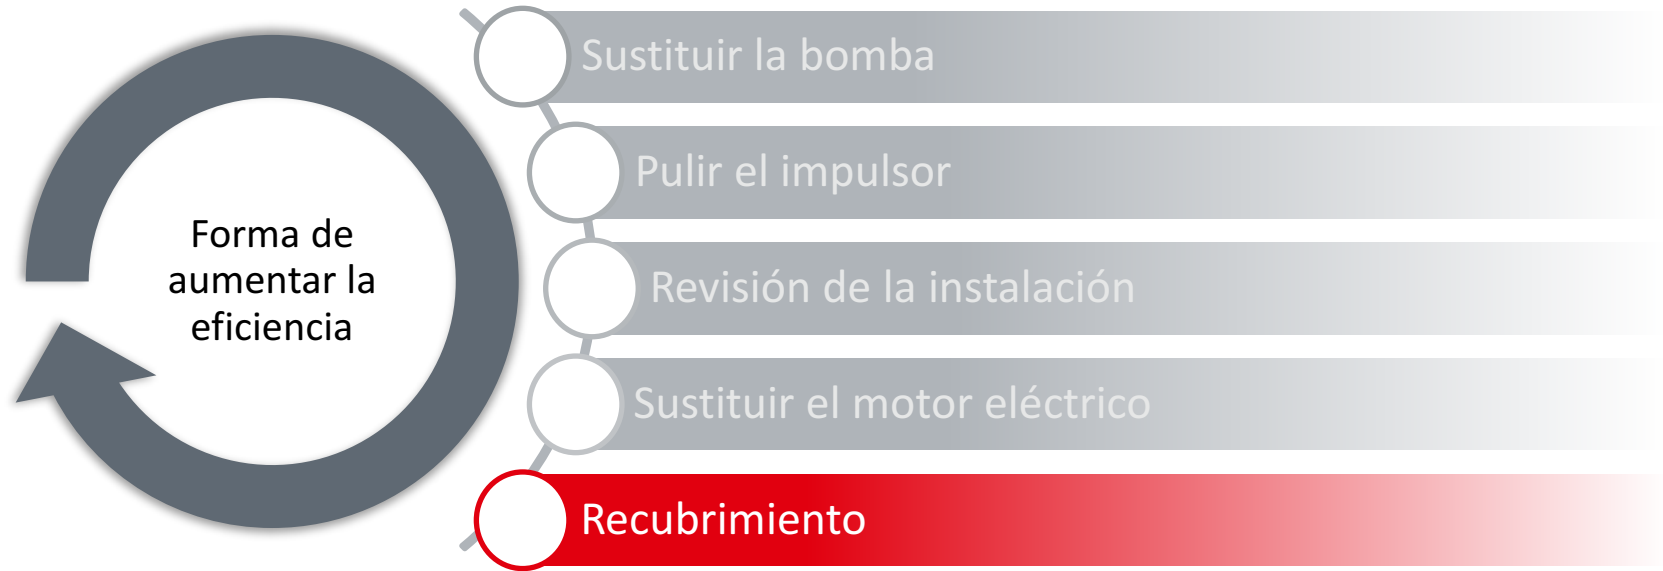 Forma de
aumentar la
eficiencia
Sustituir la bomba
Pulir el impulsor
Revisión de la instalación
Sustituir el motor eléctrico
Recubrimiento